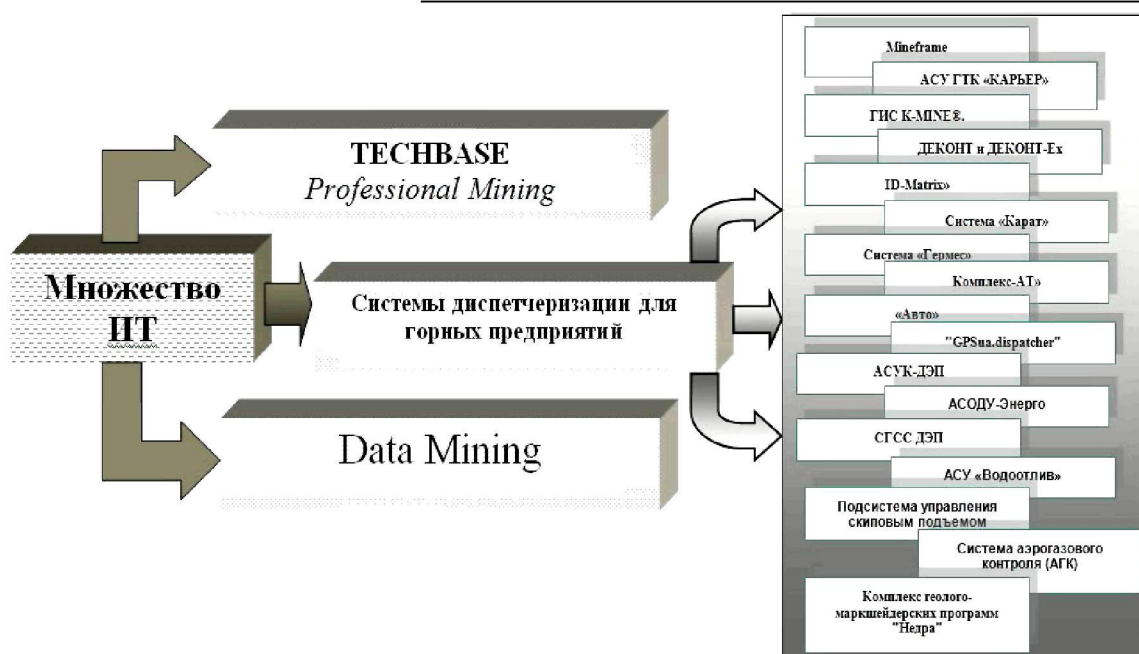 Множество
ИТ
TECHBASE
Professional Mining
Системы диспетчеризации для
горных предприятий
Data Mining
Mineframe
АСУ ГТК «КАРЬЕР»
ГИС K-MINE®.
ДЕКОНТ и ДЕКОНТ-Ех
ID-Matrix»
Система «Карат»
Система «Гермес»
Комплекс-АТ»
«Авто»
"GPSua.dispatcher"
АСУК-ДЭП
АСОДУ-Энерго
СГСС ДЭП
АСУ «Водоотлив»
Подсистема управления
скиповым подъемом
Система аэрогазового
контроля (АГК)
Комплекс геолого-
маркшейдерских программ
"Недра"